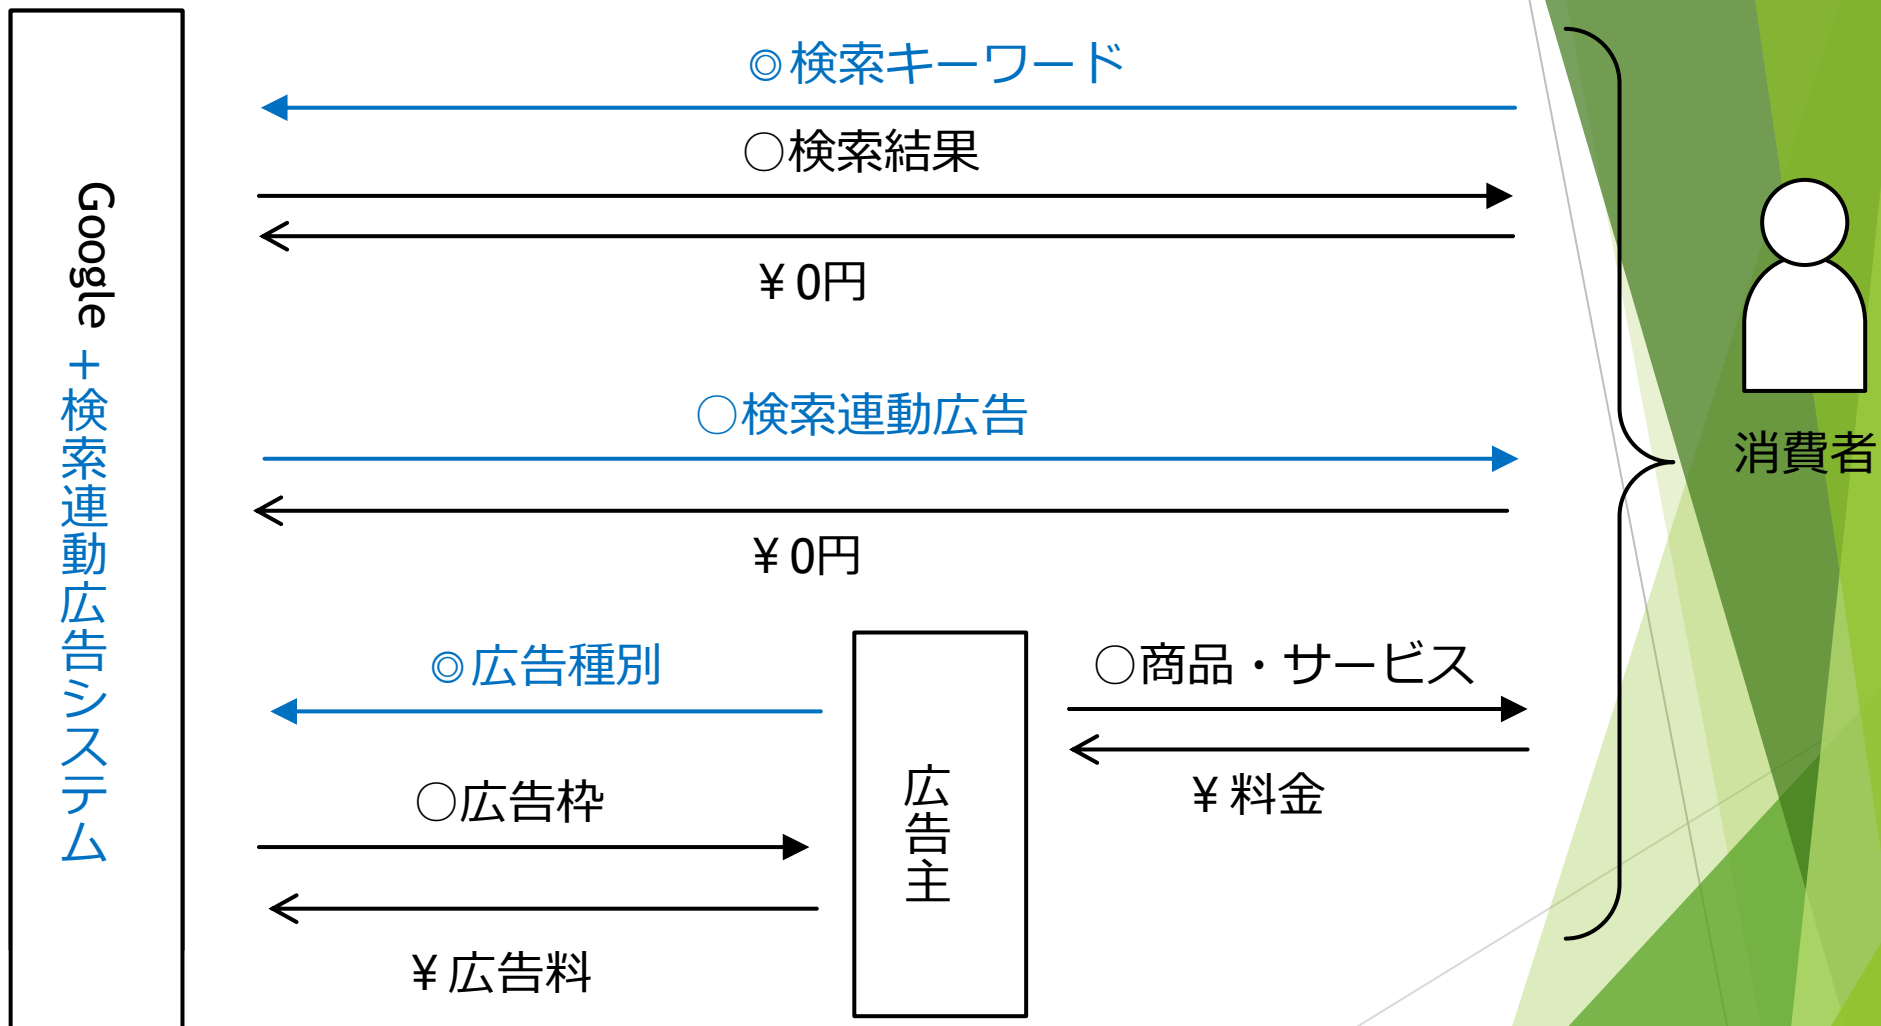 Google＋検索連動広告システム
◎検索キーワード
○検索結果
¥0円
○検索連動広告
¥0円
◎広告種別
○広告枠
¥広告料
広告主
○商品・サービス
¥料金
消費者